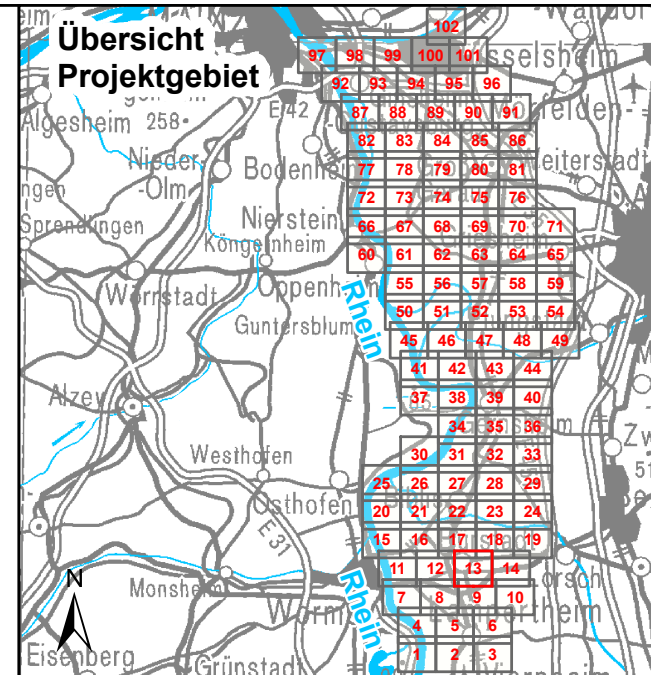 Übersicht
Projektgebiet
102
97 98 99 100 101
sselsheim
92 93 94 95 96
E 42
87 88 89 90 91
Algesheim 258
82 83 84 85 86
Nieder-
-Olm
Bodenheim
77 78 79 80 81
72 73 74 75 76
Sprendlingen
Nierstein
66 67 68 69 70 71
Köngernheim
60 61 62 63 64 65
Wörrstadt
Oppenheim
Rhein
55 56 57 58 59
50 51 52 53 54
Guntersblum
45 46 47 48 49
41 42 43 44
Alzey
37 38 39 40
34 35 36
Westhofen
30 31 32 33
25 26 27 28 29
Osthofen
20 21 22 23 24
E 31
15 16 17 18 19
11 12 13 14
Lorsch
N
Monsheim
Rhein
7 8 9 10
Worms
4 5 6
Eisenberg
Grünstadt
1 2 3